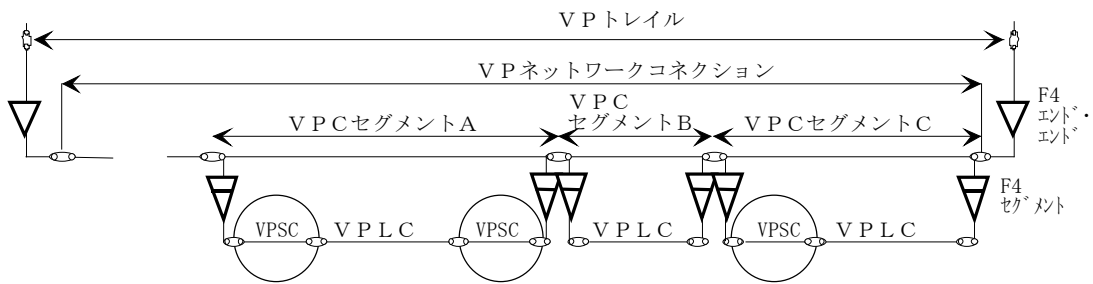 ＶＰトレイル
ＶＰネットワークコネクション
ＶＰＣ
ＶＰＣセグメントＡ
セグメントＢ
ＶＰＣセグメントＣ
F4
ｴﾝﾄﾞ・
ｴﾝﾄﾞ
F4
ｾｸﾞﾒﾝﾄ
VPSC
ＶＰＬＣ
VPSC
ＶＰＬＣ
VPSC
ＶＰＬＣ